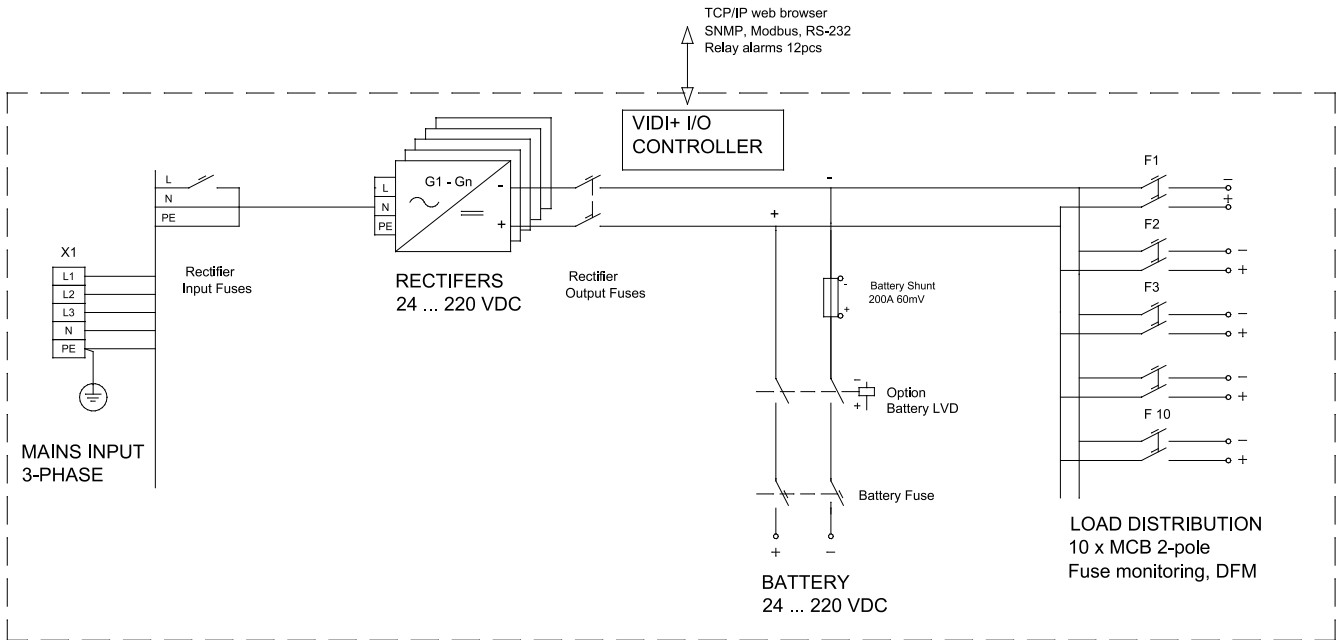 TCP/IP web browser
SNMP, Modbus, RS-232
Relay alarms 12pcs
VIDI+ I/O
CONTROLLER
L
N
PE
L
N
PE
G1 - Gn
-
+
RECTIFERS
24 ... 220 VDC
Rectifier
Input Fuses
Rectifier
Output Fuses
X1
L1
L2
L3
N
PE
MAINS INPUT
3-PHASE
-
+
-
+
Battery Shunt
200A 60mV
-
+
Option
Battery LVD
Battery Fuse
+
-
BATTERY
24 ... 220 VDC
F1
-
+
F2
-
+
F3
-
+
-
+
F 10
-
+
LOAD DISTRIBUTION
10 x MCB 2-pole
Fuse monitoring, DFM